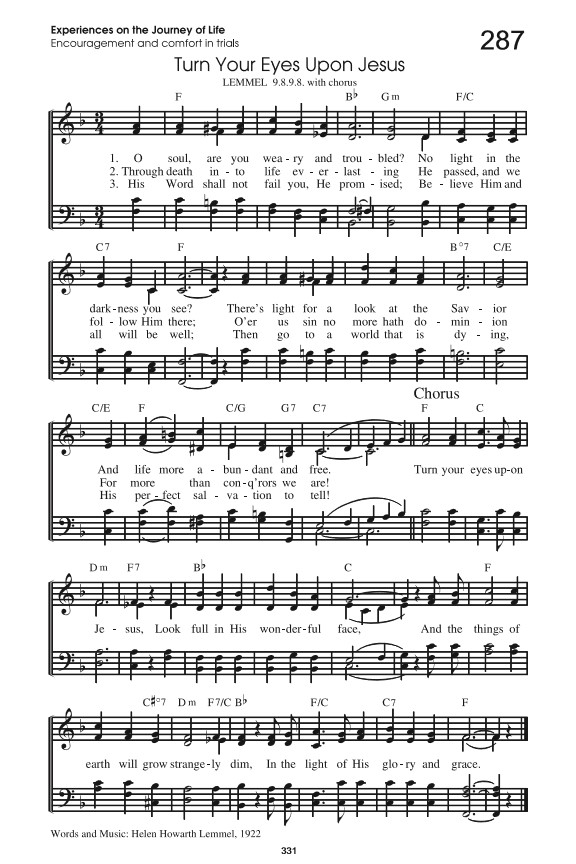 Experiences on the Journey of Life
Encouragement and comfort in trials
287
Turn Your Eyes Upon Jesus
LEMMEL 9.8.9.8. with chorus
F B♭ Gm F/C
1. O soul, are you wea - ry and trou - bled? No light in the
2. Through death in - to life ev - er - last - ing He passed, and we
3. His Word shall not fail you, He prom - ised; Be - lieve Him and
C7 F B°7 C/E
dark-ness you see? There's light for a look at the Sav - ior
fol - low Him there; O'er us sin no more hath do - min - ion
all will be well; Then go to a world that is dy - ing,
Chorus
C/E F C/G G7 C7 F C
And life more a - bun - dant and free. Turn your eyes up-on
For more than con-q'rors we are!
His per - fect sal - va - tion to tell!
Dm F7 B♭ C F
Je - sus, Look full in His won-der-ful face, And the things of
C♯°7 Dm F7/C B♭ F/C C7 F
earth will grow strange-ly dim, In the light of His glo-ry and grace.
Words and Music: Helen Howarth Lemmel, 1922
331